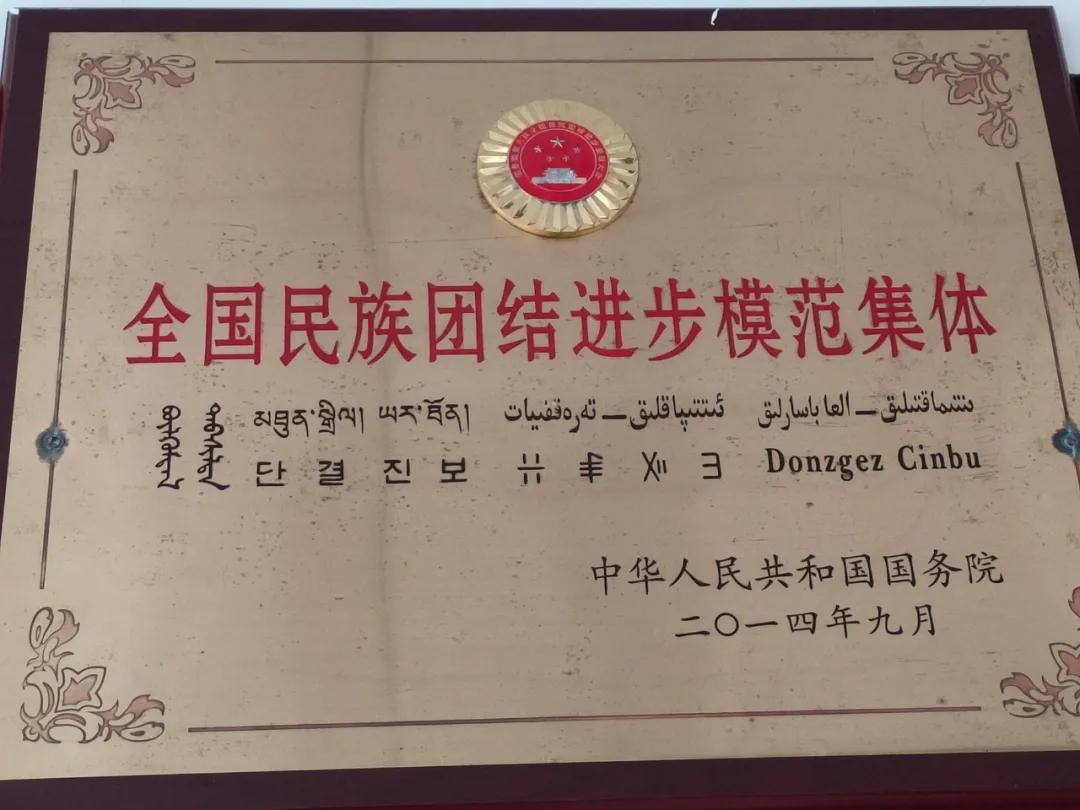 全国民族团结进步模范集体
མཐུན་སྒྲིལ། ཡར་ཐོན། ئىتتىپاقلىق ـ تەرەققىيات ىنتىماقتىلىق ـ العا باسارلىق
단 결 진 보 Donzgez Cinbu
中华人民共和国国务院
二〇一四年九月